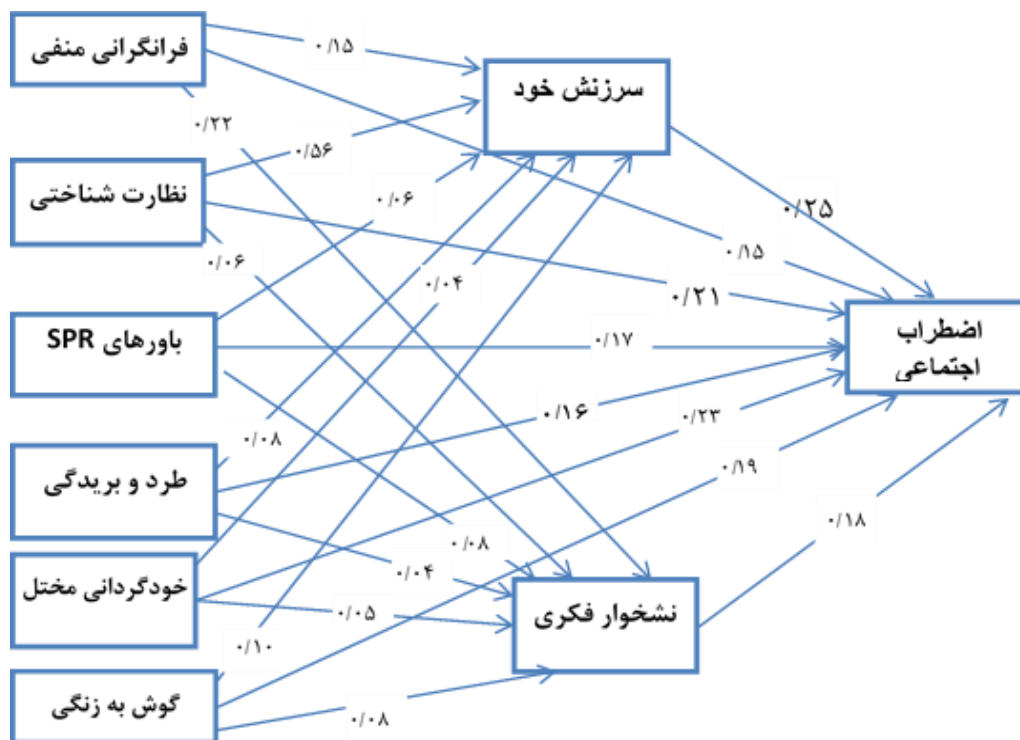 فرانگرانی منفی
۰/۱۵
سرزنش خود
۰/۲۲
۰/۵۶
نظارت شناختی
۰/۰۶
۰/۲۵
۰/۰۶
۰/۱۵
۰/۰۴
۰/۲۱
باورهای SPR
۰/۱۷
اضطراب
اجتماعی
۰/۱۶
۰/۲۳
۰/۰۸
طرد و بریدگی
۰/۱۹
۰/۱۸
۰/۰۸
۰/۰۴
خودگردانی مختل
۰/۰۵
نشخوار فکری
۰/۱۰
گوش به زنگی
۰/۰۸